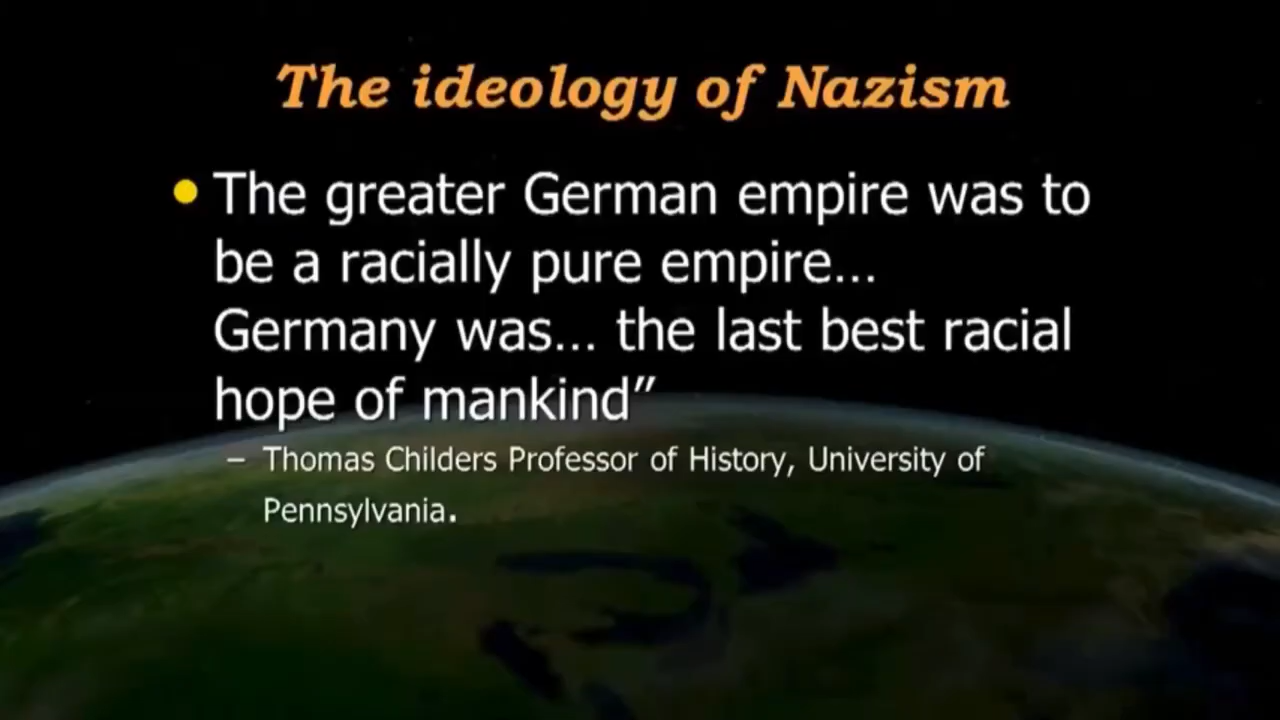 The ideology of Nazism
• The greater German empire was to
be a racially pure empire…
Germany was… the last best racial
hope of mankind”
– Thomas Childers Professor of History, University of
Pennsylvania.